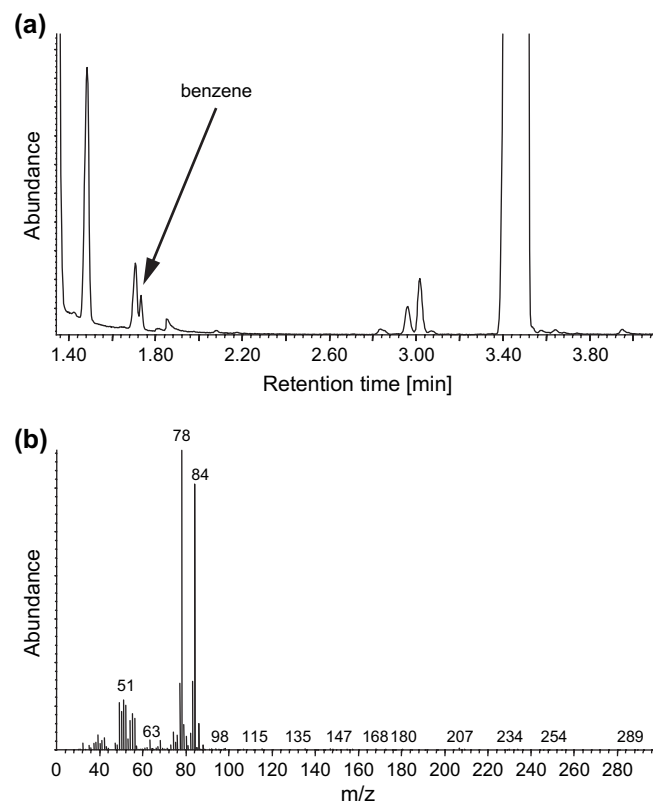 (a)
benzene
Abundance
1.40 1.80 2.20 2.60 3.00 3.40 3.80
Retention time [min]
(b)
78
84
51
63 98 115 135 147 168 180 207 234 254 289
Abundance
0 20 40 60 80 100 120 140 160 180 200 220 240 260 280
m/z